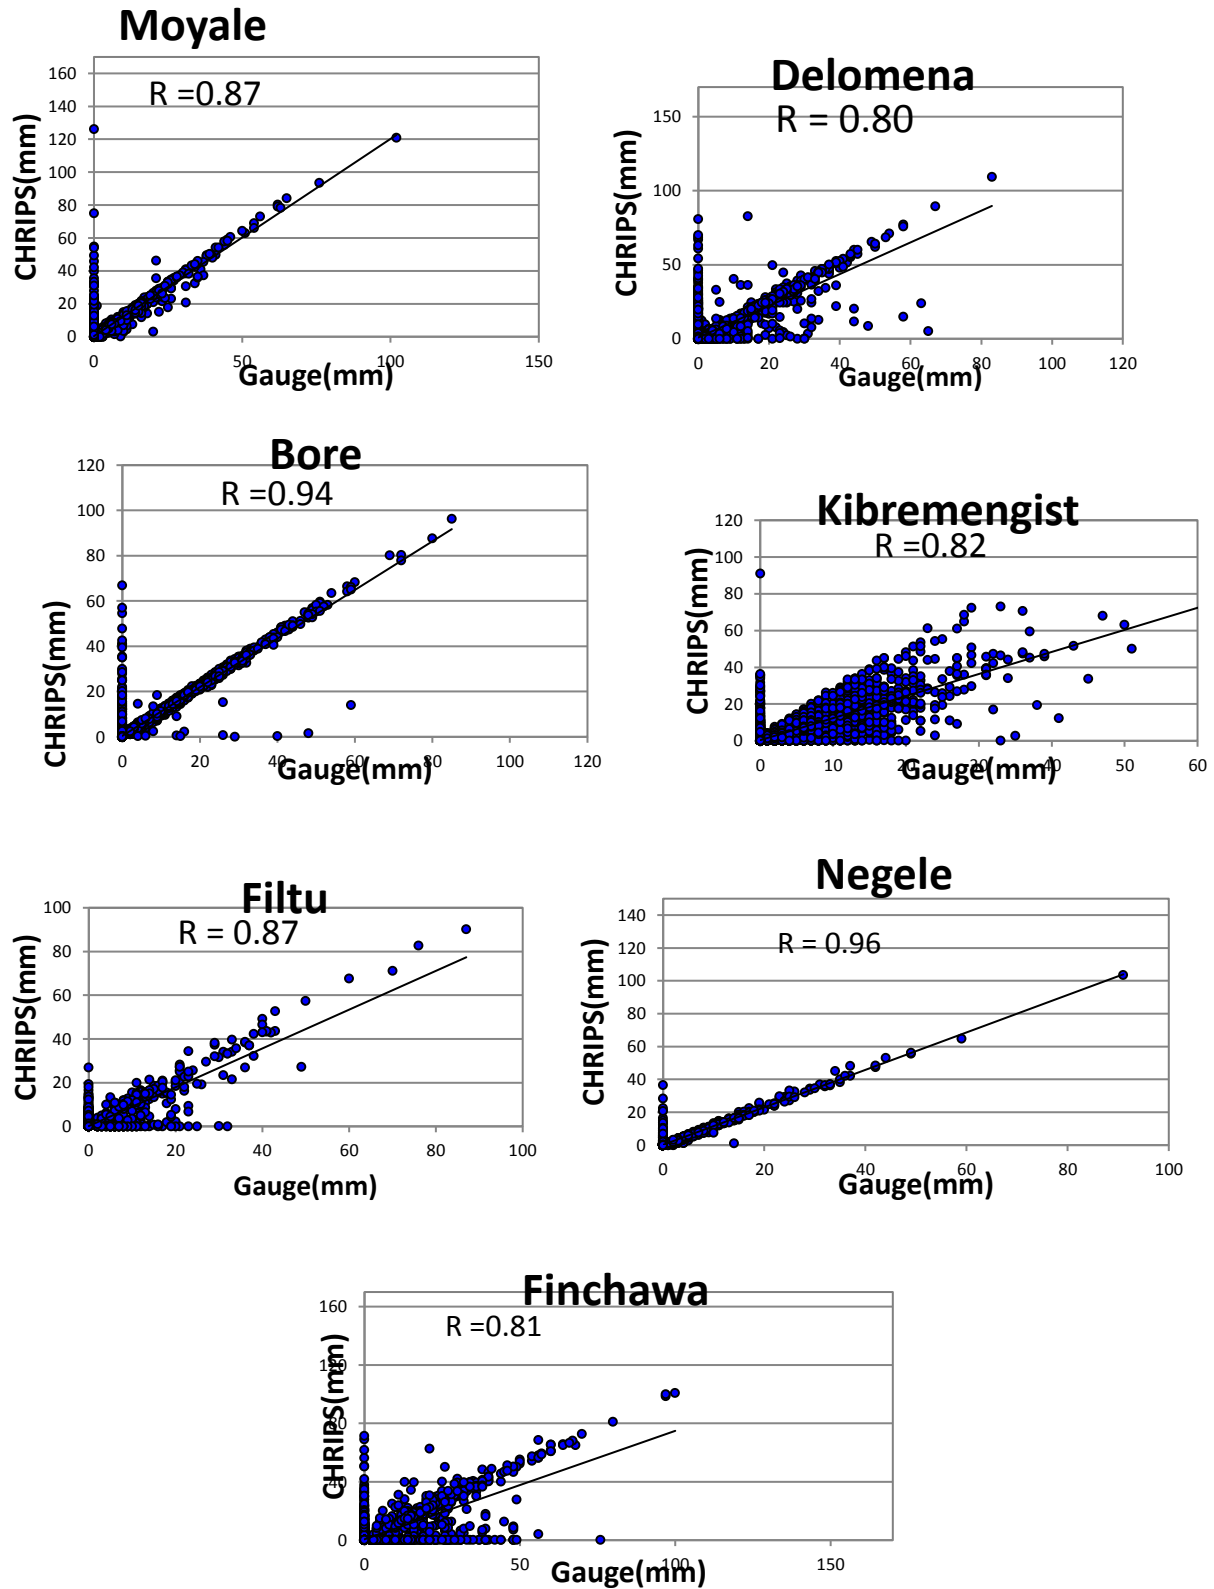 Moyale
R =0.87
160
140
120
100
80
60
40
20
0
0 50 100 150
CHRIPS(mm)
Gauge(mm)
Delomena
R = 0.80
150
100
50
0
0 20 40 60 80 100 120
CHRIPS(mm)
Gauge(mm)
Bore
R =0.94
120
100
80
60
40
20
0
0 20 40 60 80 100 120
CHRIPS(mm)
Gauge(mm)
Kibremengist
R =0.82
120
100
80
60
40
20
0
0 10 20 30 40 50 60
CHRIPS(mm)
Gauge(mm)
Filtu
R = 0.87
100
80
60
40
20
0
0 20 40 60 80 100
CHRIPS(mm)
Gauge(mm)
Negele
R = 0.96
140
120
100
80
60
40
20
0
0 20 40 60 80 100
CHRIPS(mm)
Gauge(mm)
Finchawa
R =0.81
160
120
80
40
0
0 50 100 150
CHRIPS(mm)
Gauge(mm)